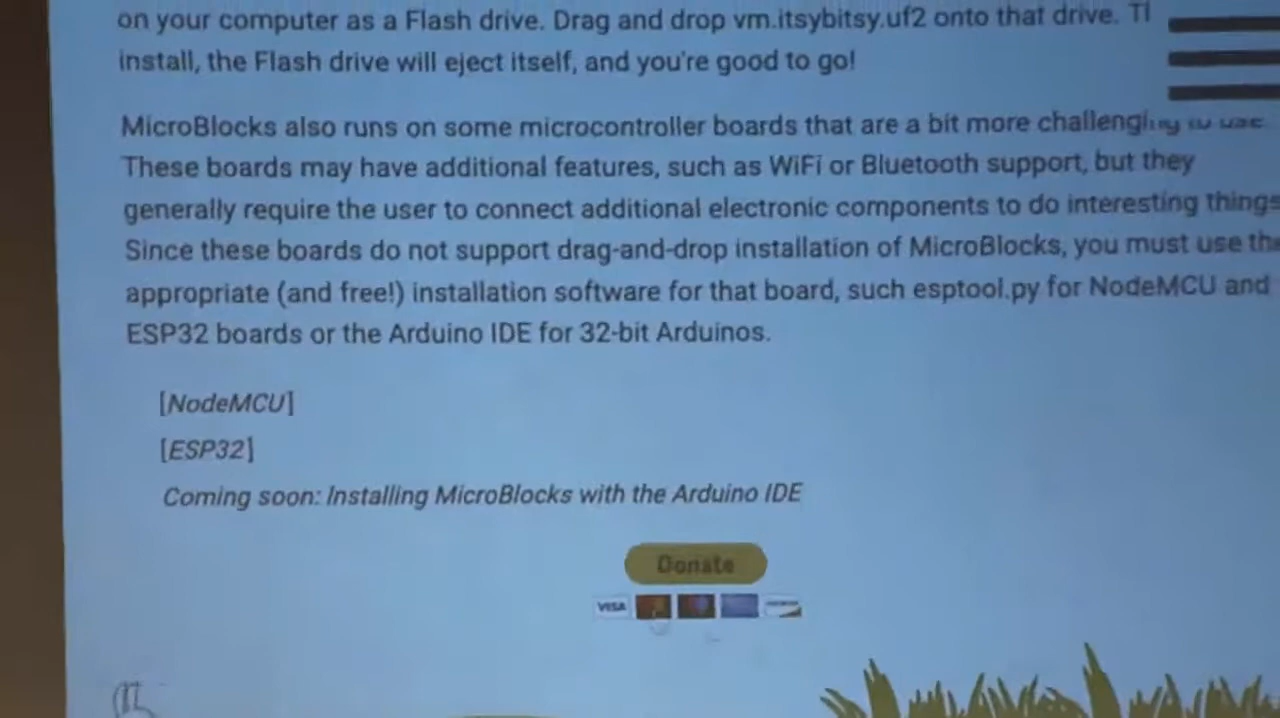 on your computer as a Flash drive. Drag and drop vm.itsybitsy.uf2 onto that drive.
install, the Flash drive will eject itself, and you're good to go!
MicroBlocks also runs on some microcontroller boards that are a bit more challenging to use.
These boards may have additional features, such as WiFi or Bluetooth support, but they
generally require the user to connect additional electronic components to do interesting things
Since these boards do not support drag-and-drop installation of MicroBlocks, you must use the
appropriate (and free!) installation software for that board, such esptool.py for NodeMCU and
ESP32 boards or the Arduino IDE for 32-bit Arduinos.
[NodeMCU]
[ESP32]
Coming soon: Installing MicroBlocks with the Arduino IDE
Donate
VISA